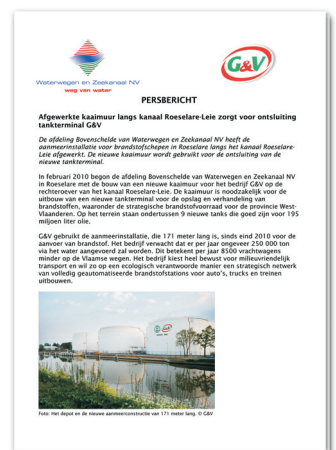 Waterwegen en Zeekanaal NV
weg van water
G&V
PERSBERICHT
Afgewerkte kaaimuur langs kanaal Roeselare-Leie zorgt voor ontsluiting
tankterminal G&V
De afdeling Bovenschelde van Waterwegen en Zeekanaal NV heeft de
aanmeerinstallatie voor brandstofschepen in Roeselare langs het kanaal Roeselare-
Leie afgewerkt. De nieuwe kaaimuur wordt gebruikt voor de ontsluiting van de
nieuwe tankterminal.
In februari 2010 begon de afdeling Bovenschelde van Waterwegen en Zeekanaal NV
in Roeselare met de bouw van een nieuwe kaaimuur voor het bedrijf G&V op de
rechteroever van het kanaal Roeselare-Leie. De kaaimuur is noodzakelijk voor de
uitbouw van een nieuwe tankterminal voor de opslag en verhandeling van
brandstoffen, waaronder de strategische brandstofvoorraad voor de provincie West-
Vlaanderen. Op het terrein staan ondertussen 9 nieuwe tanks die goed zijn voor 195
miljoen liter olie.
G&V gebruikt de aanmeerinstallatie, die 171 meter lang is, sinds eind 2010 voor de
aanvoer van brandstof. Het bedrijf verwacht dat er per jaar ongeveer 250 000 ton
via het water aangevoerd zal worden. Dit betekent per jaar 8500 vrachtwagens
minder op de Vlaamse wegen. Het bedrijf kiest heel bewust voor milieuvriendelijk
transport en wil zo op een ecologisch verantwoorde manier een strategisch netwerk
van volledig geautomatiseerde brandstofstations voor auto's, trucks en treinen
uitbouwen.
G&V
Foto: Het depot en de nieuwe aanmeerconstructie van 171 meter lang. © G&V